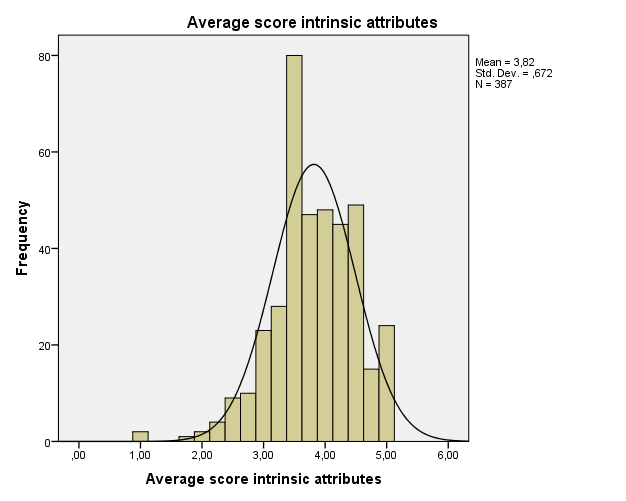 Average score intrinsic attributes
Mean = 3,82
Std. Dev. = ,672
N = 387
Frequency
80
60
40
20
0
,00 1,00 2,00 3,00 4,00 5,00 6,00
Average score intrinsic attributes